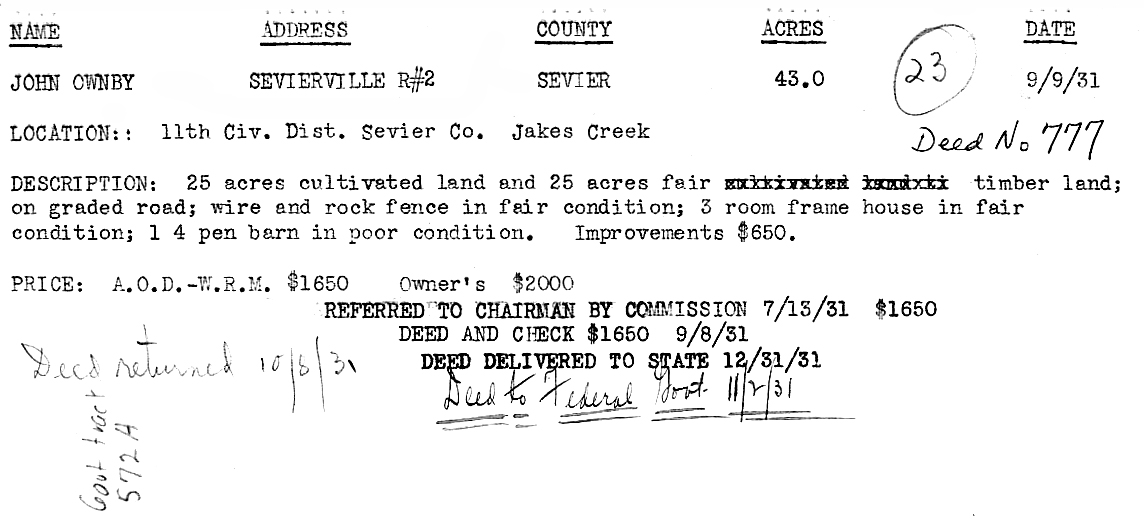 NAME ADDRESS COUNTY ACRES DATE
JOHN OWNBY SEVIERVILLE R#2 SEVIER 43.0 23 9/9/31
LOCATION:: 11th Civ. Dist. Sevier Co. Jakes Creek Deed No 777
DESCRIPTION: 25 acres cultivated land and 25 acres fair timber land;
on graded road; wire and rock fence in fair condition; 3 room frame house in fair
condition; 1 4 pen barn in poor condition. Improvements $650.
PRICE: A.O.D.-W.R.M. $1650 Owner's $2000
REFERRED TO CHAIRMAN BY COMMISSION 7/13/31 $1650
DEED AND CHECK $1650 9/8/31
Deed returned 10/8/31
DEED DELIVERED TO STATE 12/31/31
Deed to Federal Govt. 11/2/31
Govt tract
572A